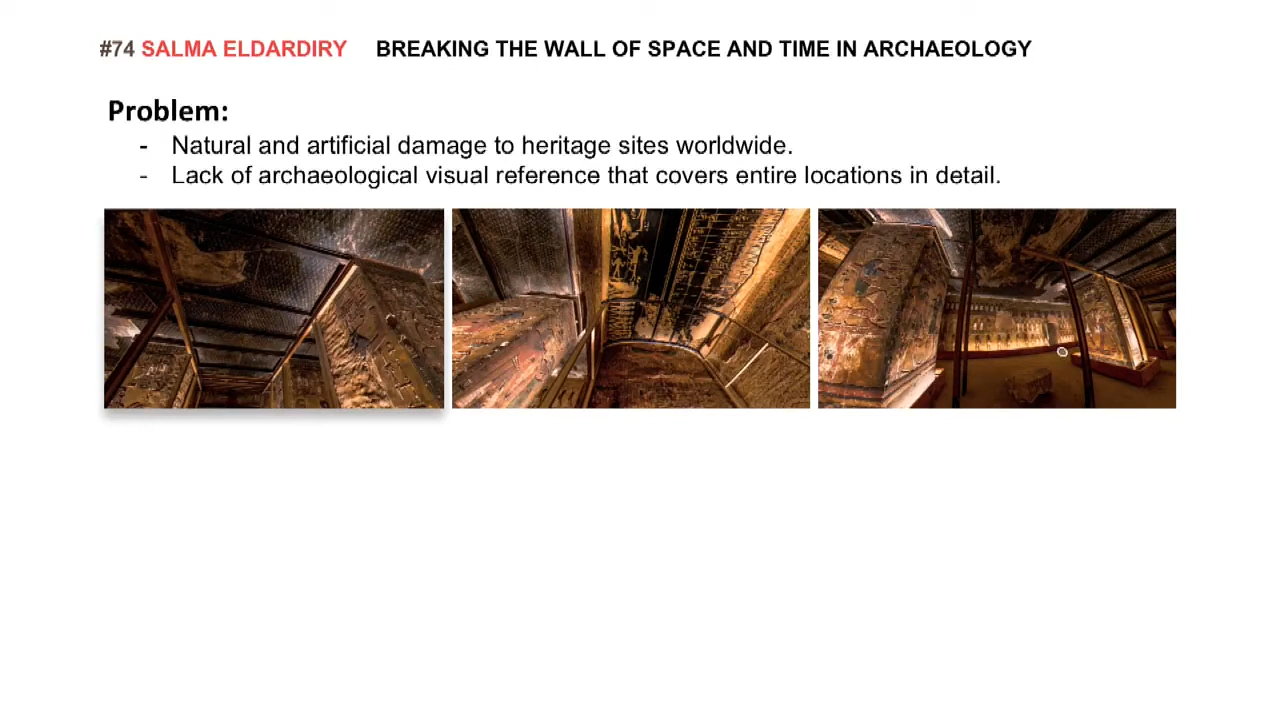 #74 SALMA ELDARDIRY BREAKING THE WALL OF SPACE AND TIME IN ARCHAEOLOGY
Problem:
- Natural and artificial damage to heritage sites worldwide.
- Lack of archaeological visual reference that covers entire locations in detail.